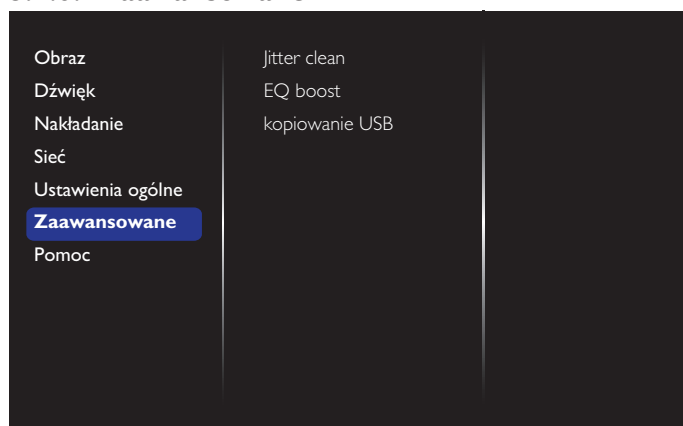 Obraz
Dźwięk
Nakładanie
Sieć
Ustawienia ogólne
Zaawansowane
Pomoc
Jitter clean
EQ boost
kopiowanie USB